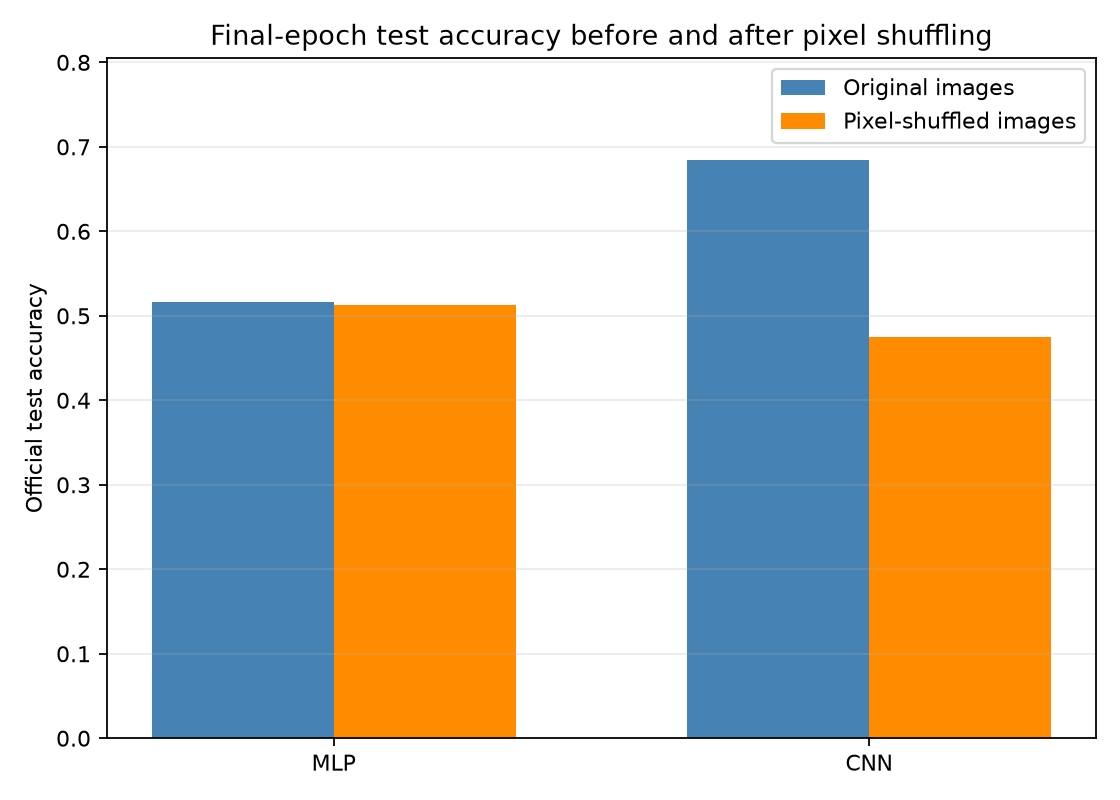 Final-epoch test accuracy before and after pixel shuffling
Original images
Pixel-shuffled images
Official test accuracy
0.8
0.7
0.6
0.5
0.4
0.3
0.2
0.1
0.0
MLP
CNN